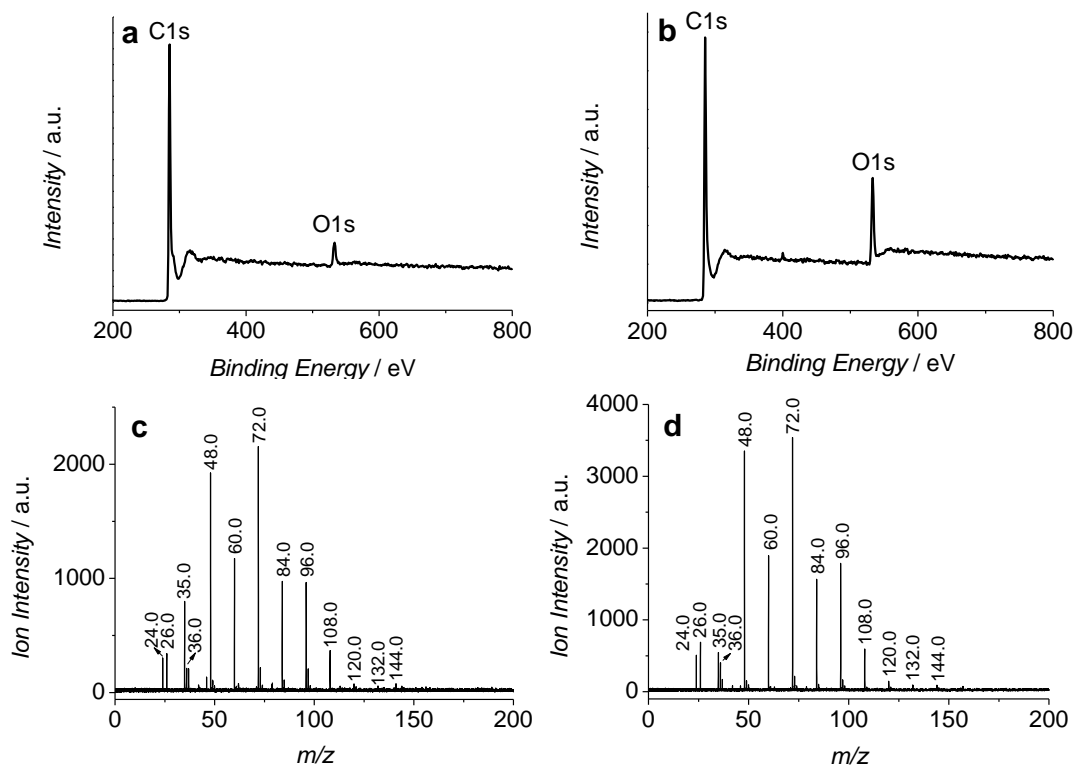 a
C1s
O1s
Intensity / a.u.
200 400 600 800
Binding Energy / eV
b
C1s
O1s
Intensity / a.u.
200 400 600 800
Binding Energy / eV
c
2000
1000
0
Ion Intensity / a.u.
24.0
26.0
35.0
36.0
48.0
60.0
72.0
84.0
96.0
108.0
120.0
132.0
144.0
0 50 100 150 200
m/z
d
4000
3000
2000
1000
0
Ion Intensity / a.u.
24.0
26.0
35.0
36.0
48.0
60.0
72.0
84.0
96.0
108.0
120.0
132.0
144.0
0 50 100 150 200
m/z